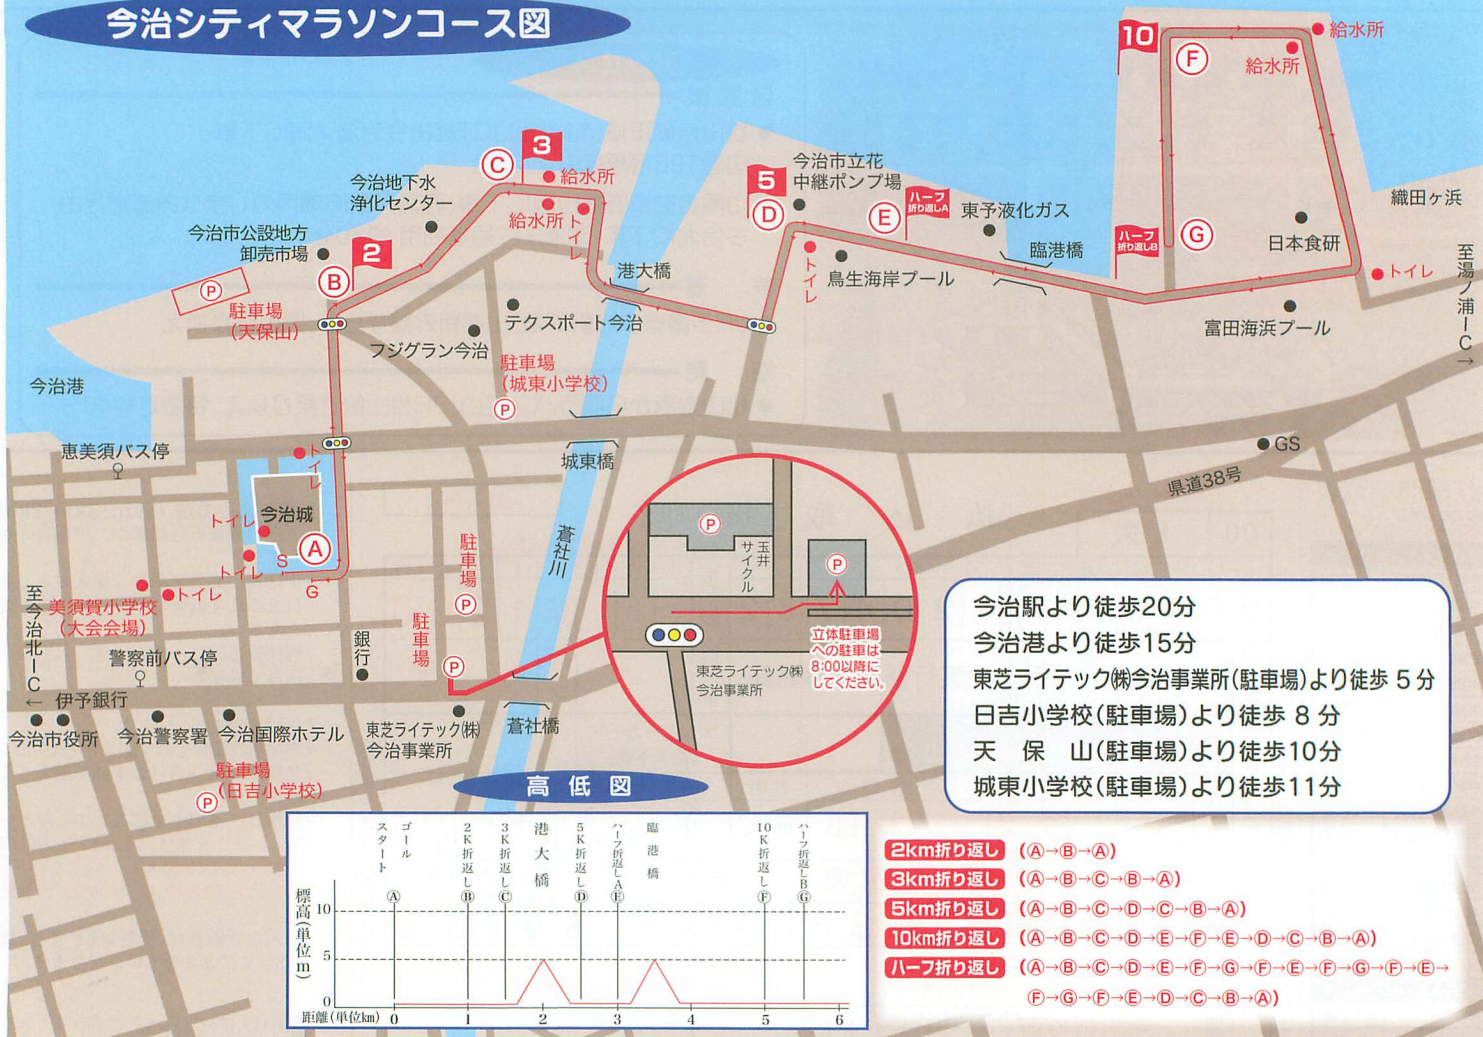 今治シティマラソンコース図
10
F
給水所
給水所
3
C
給水所
給水所
トイレ
今治地下水
浄化センター
今治市公設地方
卸売市場
2
B
P
駐車場
(天保山)
今治港
港大橋
テクスポート今治
フジグラン今治
駐車場
(城東小学校)
P
5
D
今治市立花
中継ポンプ場
E
ハーフ
折り返しA
東予液化ガス
トイレ
鳥生海岸プール
臨港橋
ハーフ
折り返しB
G
日本食研
織田ヶ浜
トイレ
富田海浜プール
至湯ノ浦IC→
GS
県道38号
恵美須バス停
トイレ
今治城
トイレ
A
S
G
トイレ
城東橋
蒼社川
美須賀小学校
(大会会場)
トイレ
至今治北IC
←
警察前バス停
伊予銀行
今治市役所
今治警察署
今治国際ホテル
銀行
駐車場
P
駐車場
P
東芝ライテック(株)
今治事業所
蒼社橋
駐車場
(日吉小学校)
P
P
玉井
サイクル
P
立体駐車場
への駐車は
8:00以降に
してください。
東芝ライテック㈱
今治事業所
今治駅より徒歩20分
今治港より徒歩15分
東芝ライテック㈱今治事業所(駐車場)より徒歩 5 分
日吉小学校(駐車場)より徒歩 8 分
天 保 山(駐車場)より徒歩10分
城東小学校(駐車場)より徒歩11分
高低図
スタート
ゴール
Ⓐ
2K折返しⒷ
3K折返しⒸ
港大橋
5K折返しⒹ
ハーフ折返しAⒺ
臨港橋
10K折返しⒻ
ハーフ折返しBⒼ
標高(単位m)
10
5
0
距離(単位km) 0 1 2 3 4 5 6
2km折り返し (Ⓐ→Ⓑ→Ⓐ)
3km折り返し (Ⓐ→Ⓑ→Ⓒ→Ⓑ→Ⓐ)
5km折り返し (Ⓐ→Ⓑ→Ⓒ→Ⓓ→Ⓒ→Ⓑ→Ⓐ)
10km折り返し (Ⓐ→Ⓑ→Ⓒ→Ⓓ→Ⓔ→Ⓕ→Ⓔ→Ⓓ→Ⓒ→Ⓑ→Ⓐ)
ハーフ折り返し (Ⓐ→Ⓑ→Ⓒ→Ⓓ→Ⓔ→Ⓕ→Ⓖ→Ⓕ→Ⓔ→Ⓕ→Ⓖ→Ⓕ→Ⓔ→
Ⓕ→Ⓖ→Ⓕ→Ⓔ→Ⓓ→Ⓒ→Ⓑ→Ⓐ)